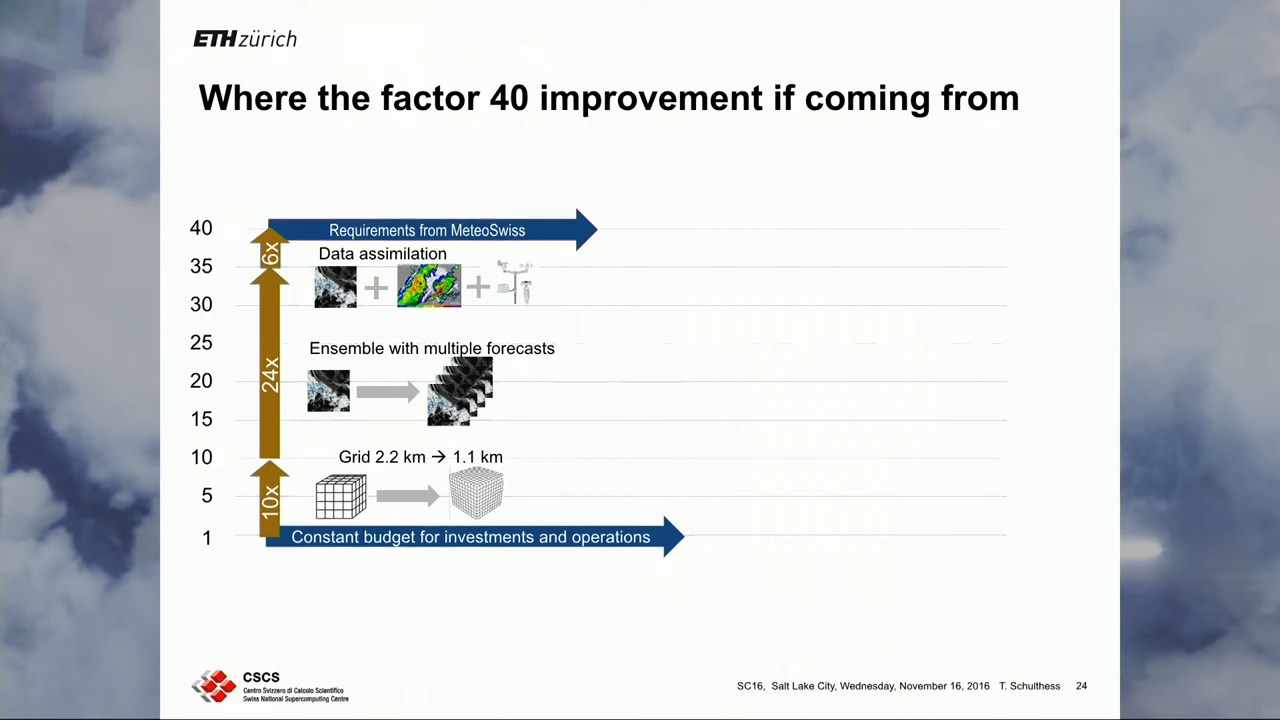 ETH zürich
Where the factor 40 improvement if coming from
40
Requirements from MeteoSwiss
6x
Data assimilation
35
30
25
Ensemble with multiple forecasts
24x
20
15
10
Grid 2.2 km → 1.1 km
10x
5
1
Constant budget for investments and operations
CSCS
Centro Svizzero di Calcolo Scientifico
Swiss National Supercomputing Centre
SC16, Salt Lake City, Wednesday, November 16, 2016 T. Schulthess 24